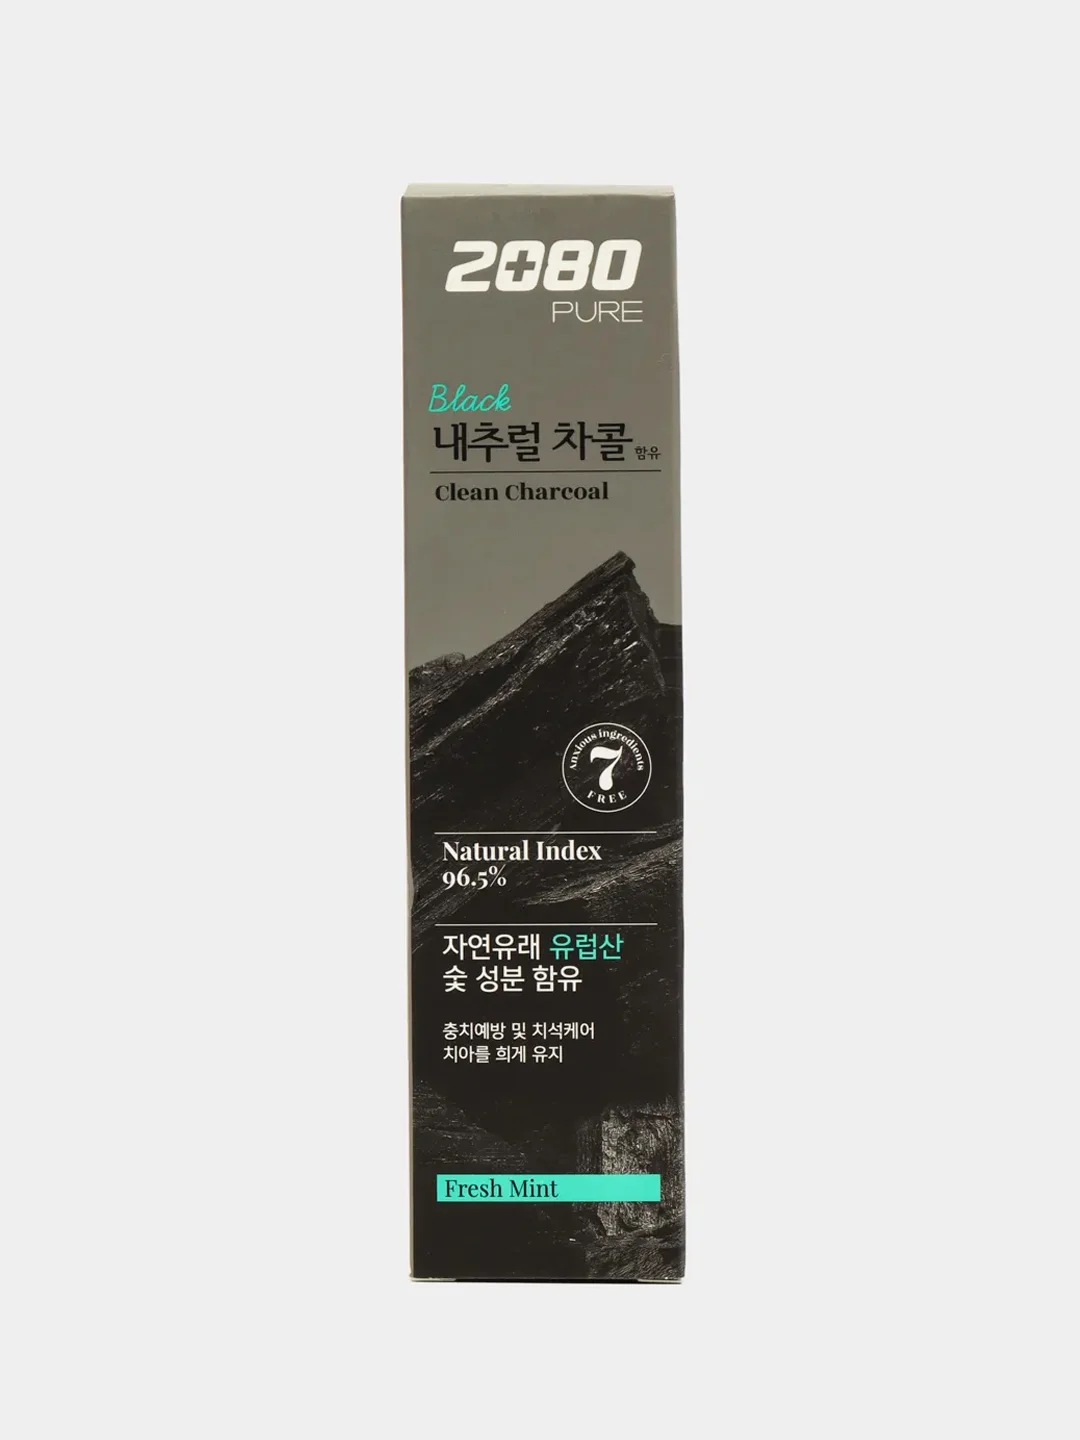 2080
PURE
Black
내추럴 차콜 함유
Clean Charcoal
Anxious ingredients
7
FREE
Natural Index
96.5%
자연유래 유럽산
숯 성분 함유
충치예방 및 치석케어
치아를 희게 유지
Fresh Mint